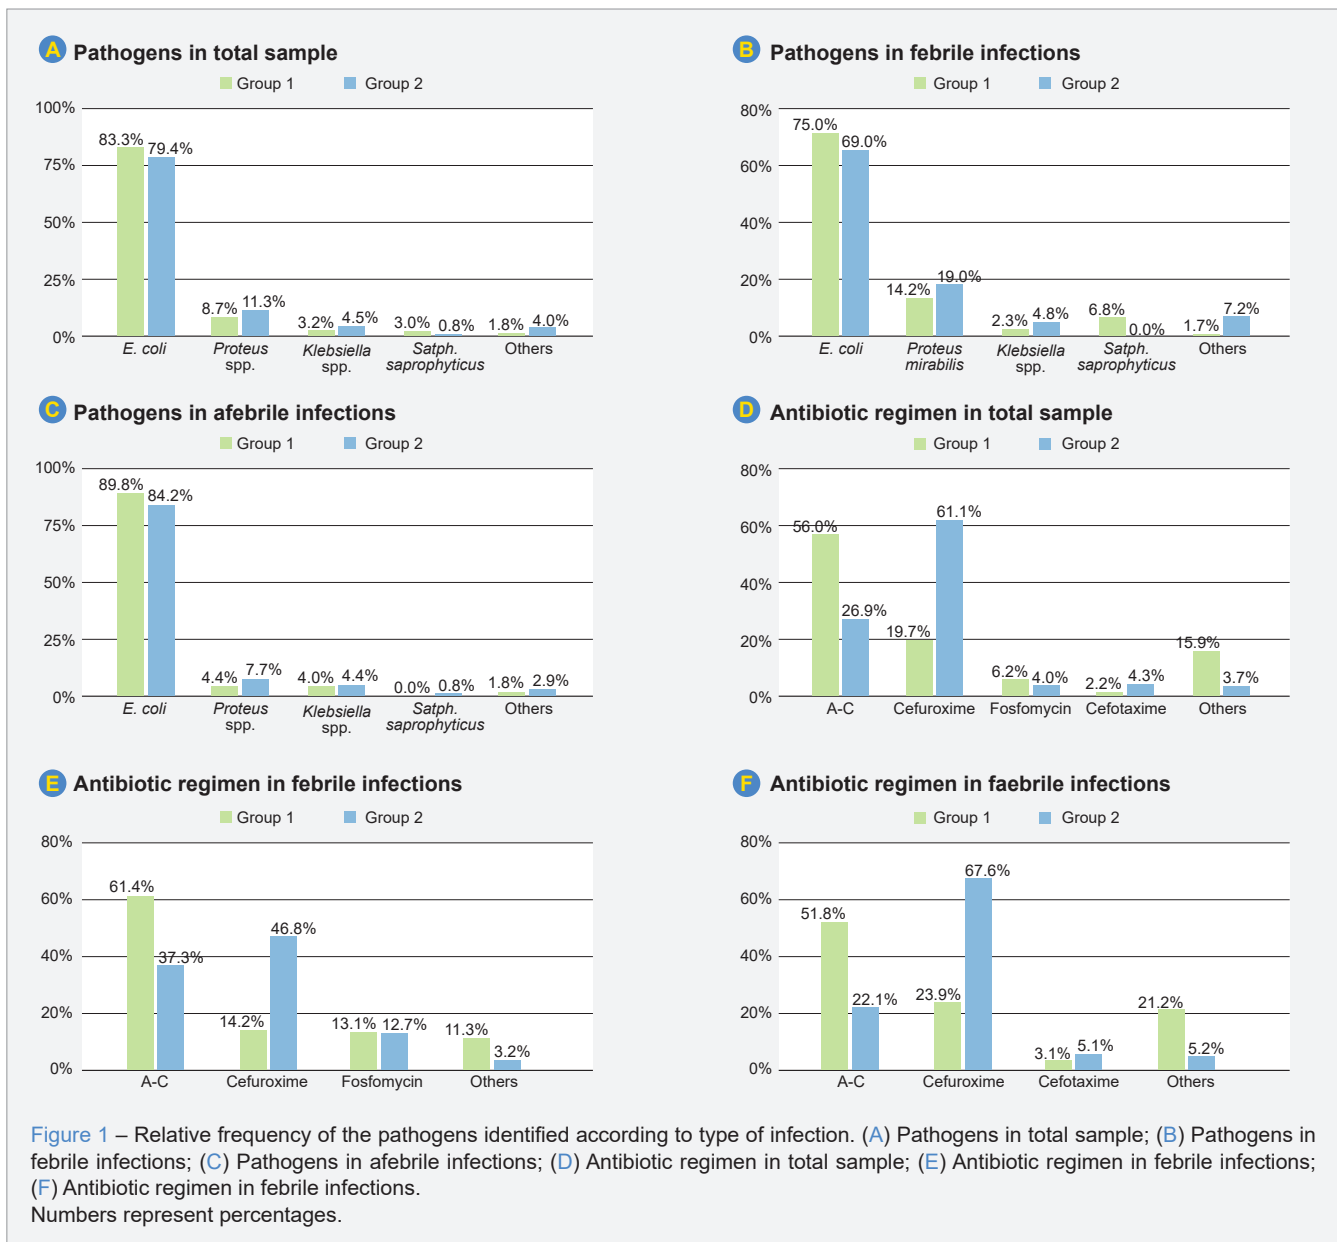 A Pathogens in total sample
Group 1 Group 2
100%
75%
50%
25%
0%
83.3% 79.4%
8.7% 11.3%
3.2% 4.5%
3.0% 0.8%
1.8% 4.0%
E. coli Proteus Klebsiella Satph. Others
spp. spp. saprophyticus
B Pathogens in febrile infections
Group 1 Group 2
80%
60%
40%
20%
0%
75.0% 69.0%
14.2% 19.0%
2.3% 4.8%
6.8% 0.0%
1.7% 7.2%
E. coli Proteus Klebsiella Satph. Others
mirabilis spp. saprophyticus
C Pathogens in afebrile infections
Group 1 Group 2
100%
75%
50%
25%
0%
89.8% 84.2%
4.4% 7.7%
4.0% 4.4%
0.0% 0.8%
1.8% 2.9%
E. coli Proteus Klebsiella Satph. Others
spp. spp. saprophyticus
D Antibiotic regimen in total sample
Group 1 Group 2
80%
60%
40%
20%
0%
56.0% 26.9%
19.7% 61.1%
6.2% 4.0%
2.2% 4.3%
15.9% 3.7%
A-C Cefuroxime Fosfomycin Cefotaxime Others
E Antibiotic regimen in febrile infections
Group 1 Group 2
80%
60%
40%
20%
0%
61.4% 37.3%
14.2% 46.8%
13.1% 12.7%
11.3% 3.2%
A-C Cefuroxime Fosfomycin Others
F Antibiotic regimen in faebrile infections
Group 1 Group 2
80%
60%
40%
20%
0%
51.8% 22.1%
23.9% 67.6%
3.1% 5.1%
21.2% 5.2%
A-C Cefuroxime Cefotaxime Others
Figure 1 – Relative frequency of the pathogens identified according to type of infection. (A) Pathogens in total sample; (B) Pathogens in
febrile infections; (C) Pathogens in afebrile infections; (D) Antibiotic regimen in total sample; (E) Antibiotic regimen in febrile infections;
(F) Antibiotic regimen in febrile infections.
Numbers represent percentages.